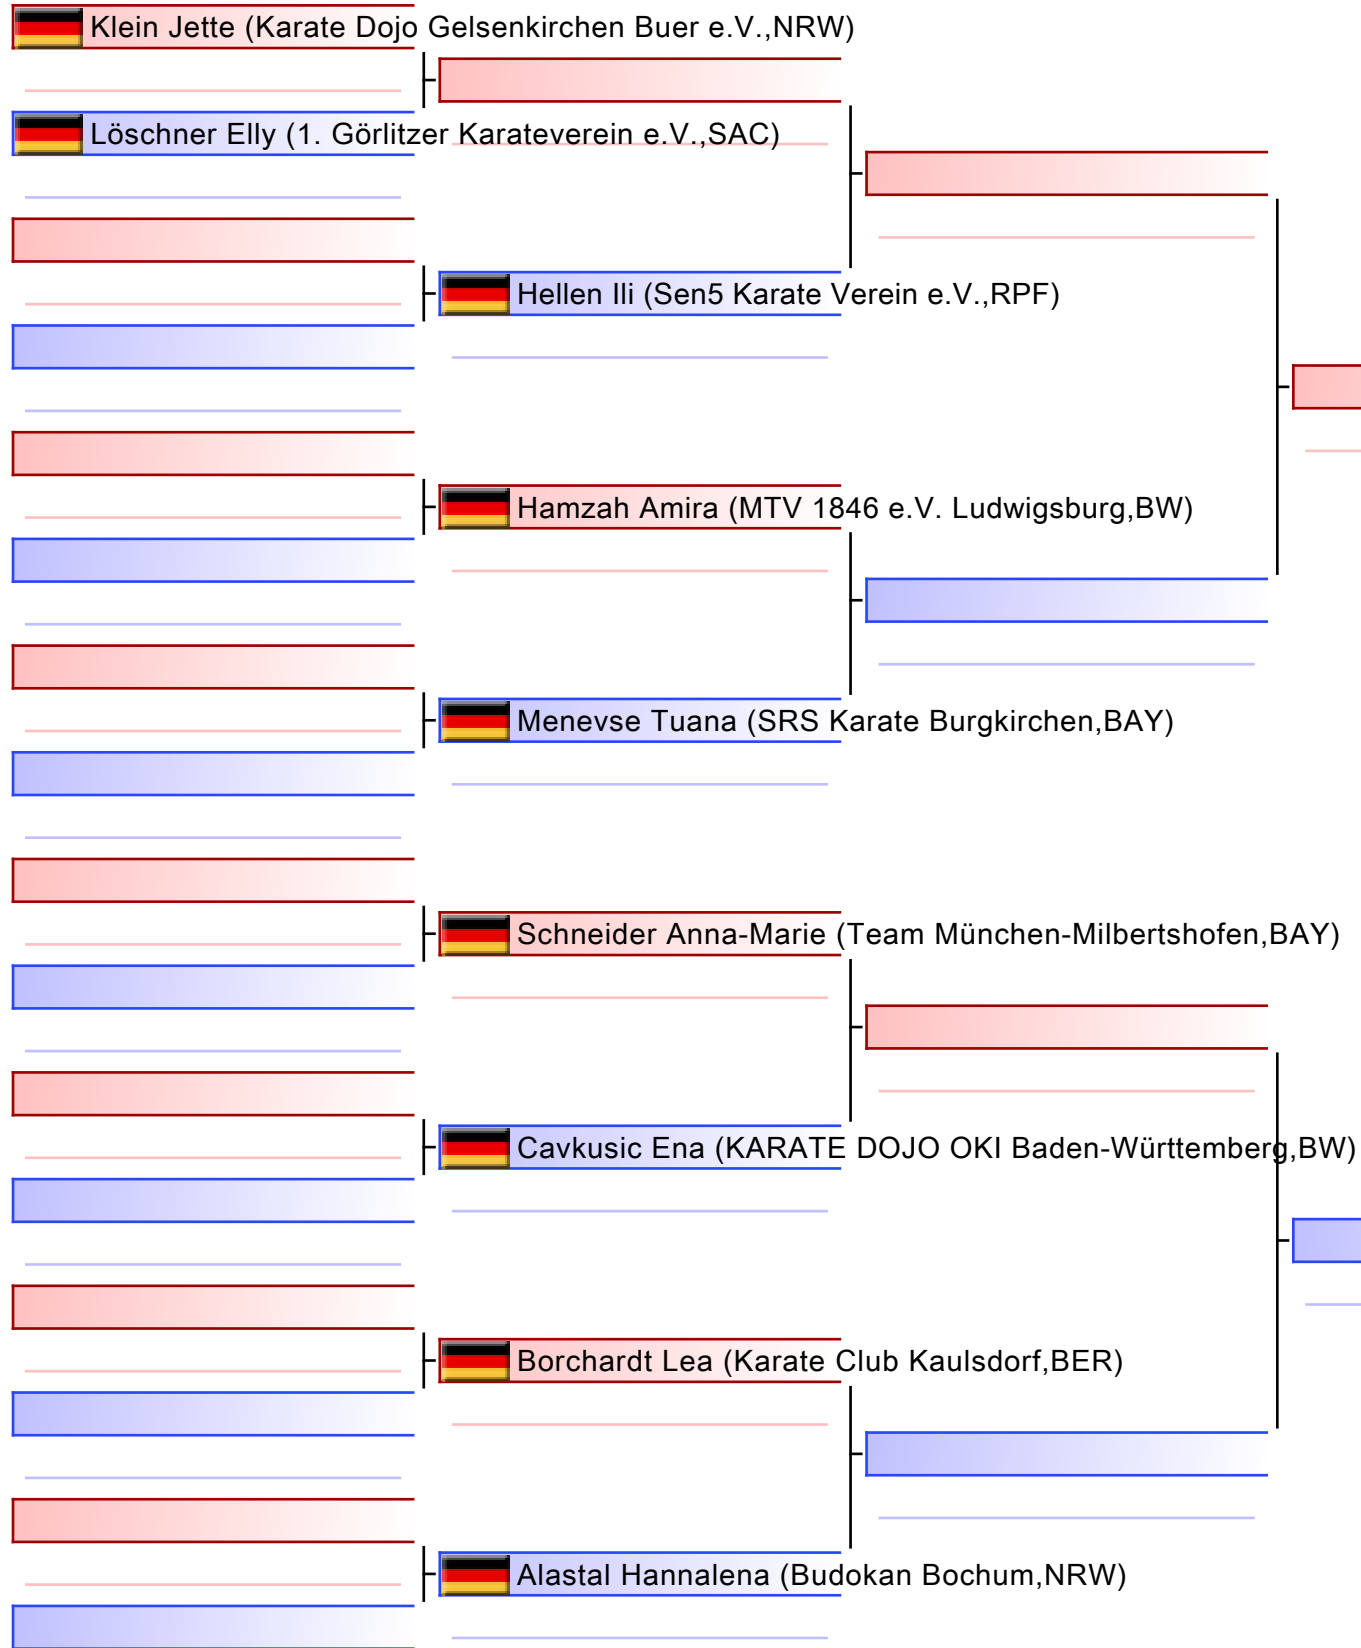 Klein Jette (Karate Dojo Gelsenkirchen Buer e.V.,NRW)
Löschner Elly (1. Görlitzer Karateverein e.V.,SAC)
Hellen Ili (Sen5 Karate Verein e.V.,RPF)
Hamzah Amira (MTV 1846 e.V. Ludwigsburg,BW)
Menevse Tuana (SRS Karate Burgkirchen,BAY)
Schneider Anna-Marie (Team München-Milbertshofen,BAY)
Cavkusic Ena (KARATE DOJO OKI Baden-Württemberg,BW)
Borchardt Lea (Karate Club Kaulsdorf,BER)
Alastal Hannalena (Budokan Bochum,NRW)